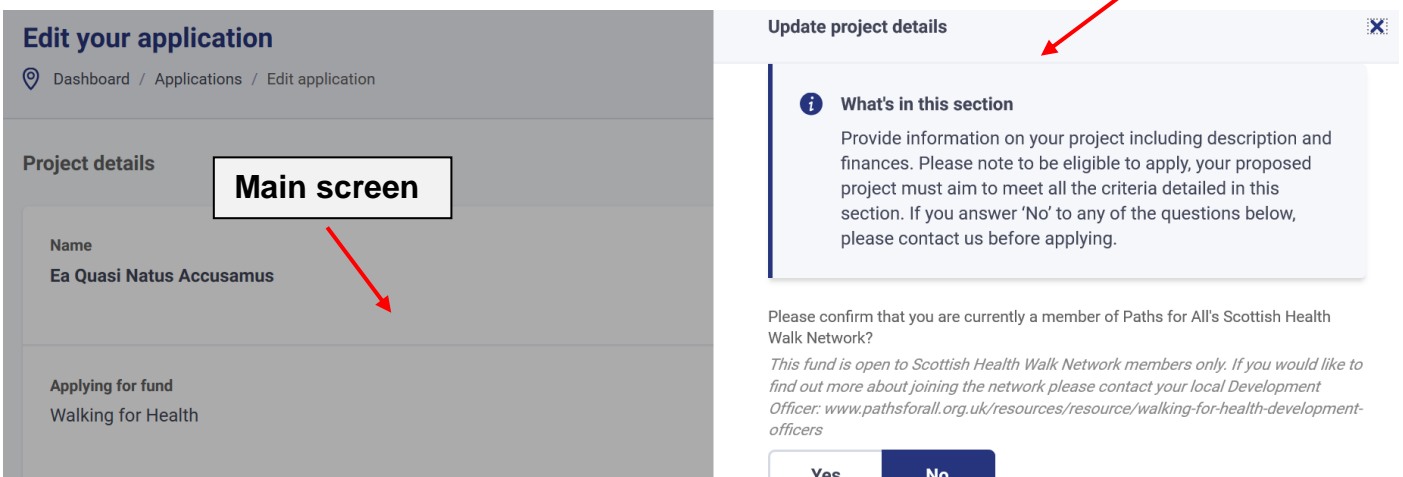 Edit your application
Dashboard / Applications / Edit application
Project details
Main screen
Name
Ea Quasi Natus Accusamus
Applying for fund
Walking for Health
Update project details
What's in this section
Provide information on your project including description and
finances. Please note to be eligible to apply, your proposed
project must aim to meet all the criteria detailed in this
section. If you answer ‘No’ to any of the questions below,
please contact us before applying.
Please confirm that you are currently a member of Paths for All's Scottish Health
Walk Network?
This fund is open to Scottish Health Walk Network members only. If you would like to
find out more about joining the network please contact your local Development
Officer: www.pathsforall.org.uk/resources/resource/walking-for-health-development-
officers
Yes No